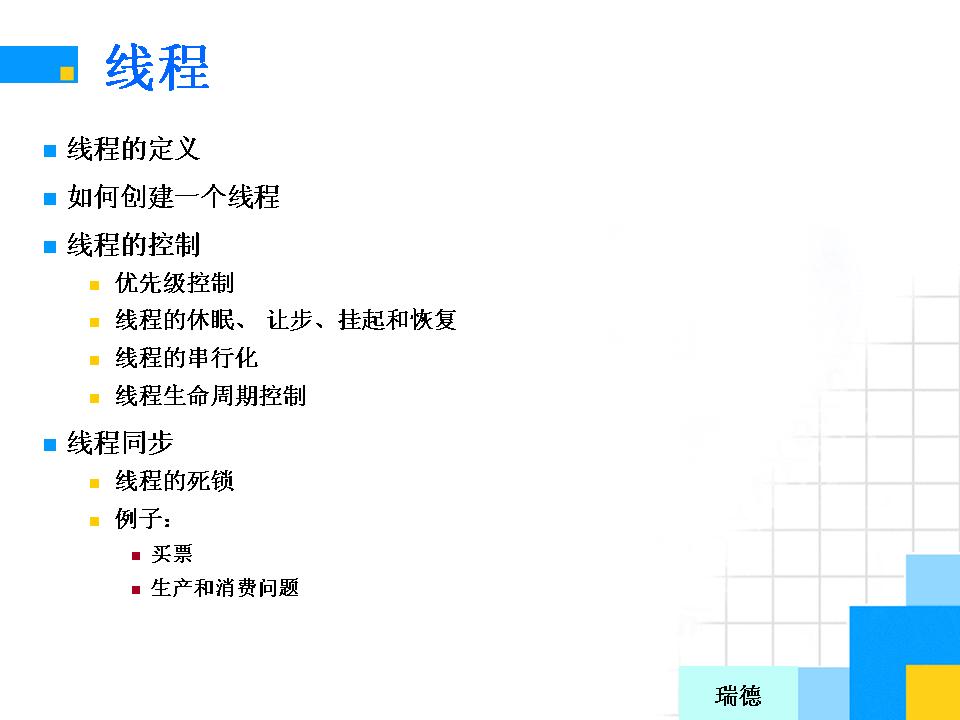 线程
线程的定义
如何创建一个线程
线程的控制
优先级控制
线程的休眠、 让步、挂起和恢复
线程的串行化
线程生命周期控制
线程同步
线程的死锁
例子：
买票
生产和消费问题
瑞德